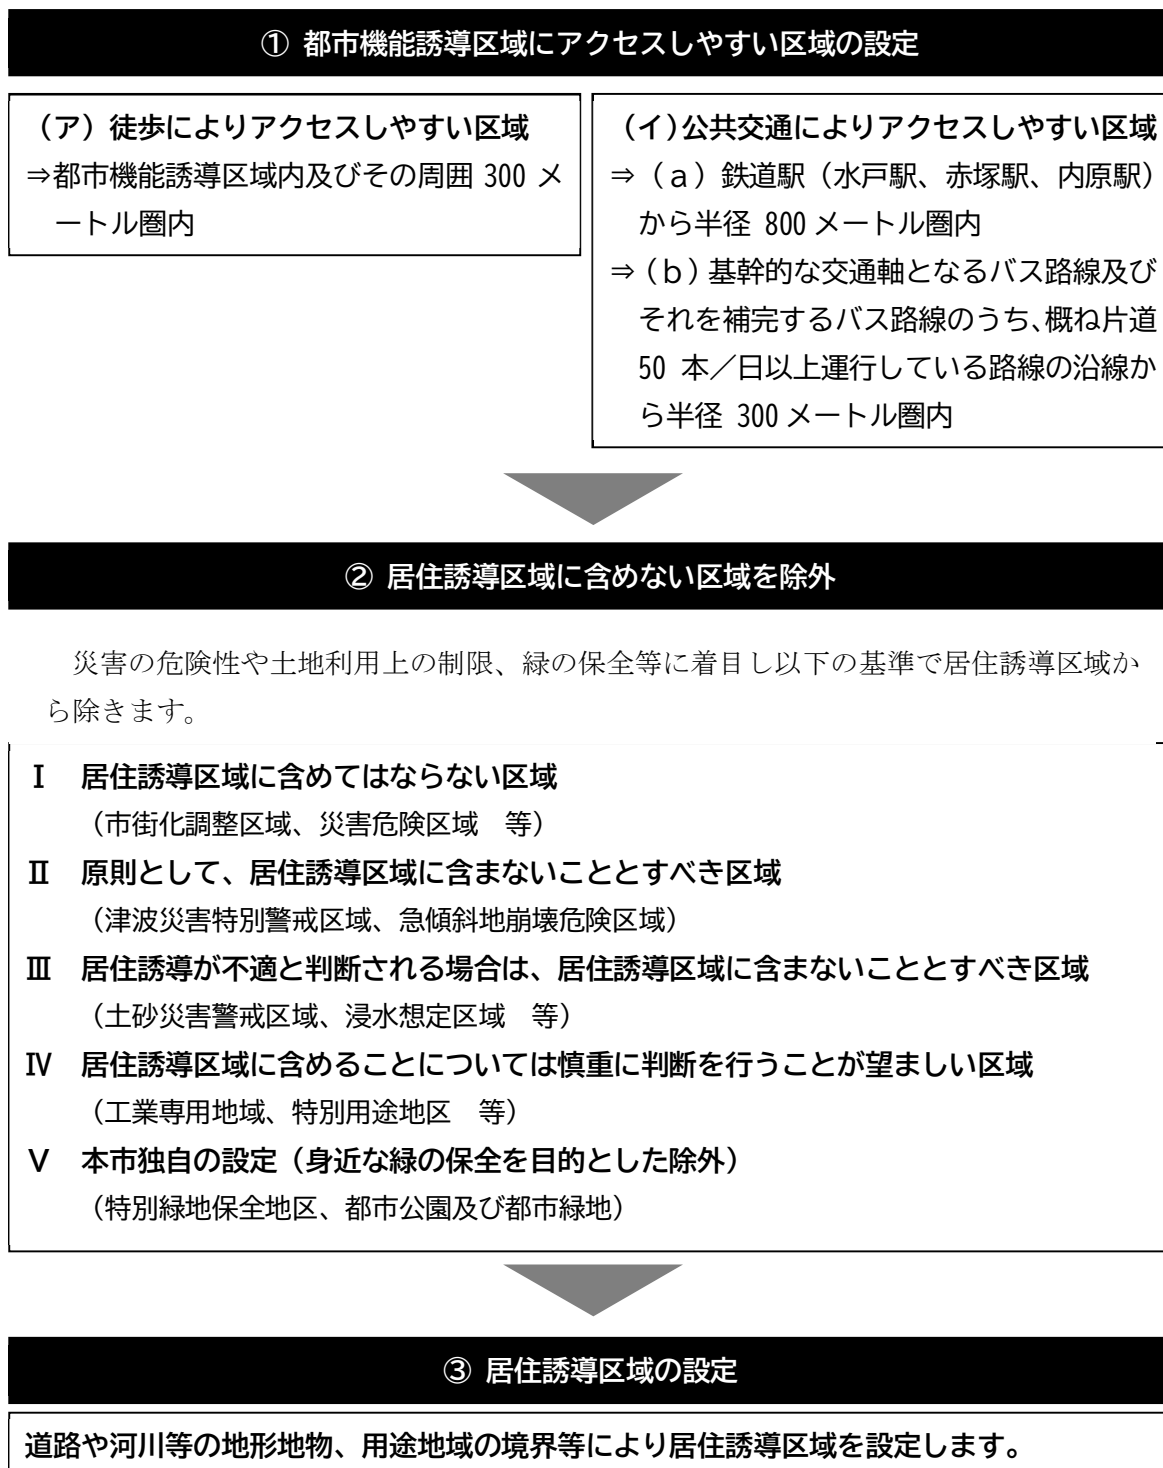 ① 都市機能誘導区域にアクセスしやすい区域の設定
（ア）徒歩によりアクセスしやすい区域
⇒都市機能誘導区域内及びその周囲 300 メ
ートル圏内
（イ）公共交通によりアクセスしやすい区域
⇒（ａ）鉄道駅（水戸駅、赤塚駅、内原駅）
から半径 800 メートル圏内
⇒（ｂ）基幹的な交通軸となるバス路線及び
それを補完するバス路線のうち、概ね片道
50 本／日以上運行している路線の沿線か
ら半径 300 メートル圏内
② 居住誘導区域に含めない区域を除外
災害の危険性や土地利用上の制限、緑の保全等に着目し以下の基準で居住誘導区域か
ら除きます。
Ⅰ　居住誘導区域に含めてはならない区域
（市街化調整区域、災害危険区域　等）
Ⅱ　原則として、居住誘導区域に含まないこととすべき区域
（津波災害特別警戒区域、急傾斜地崩壊危険区域）
Ⅲ　居住誘導が不適と判断される場合は、居住誘導区域に含まないこととすべき区域
（土砂災害警戒区域、浸水想定区域　等）
Ⅳ　居住誘導区域に含めることについては慎重に判断を行うことが望ましい区域
（工業専用地域、特別用途地区　等）
Ⅴ　本市独自の設定（身近な緑の保全を目的とした除外）
（特別緑地保全地区、都市公園及び都市緑地）
③ 居住誘導区域の設定
道路や河川等の地形地物、用途地域の境界等により居住誘導区域を設定します。